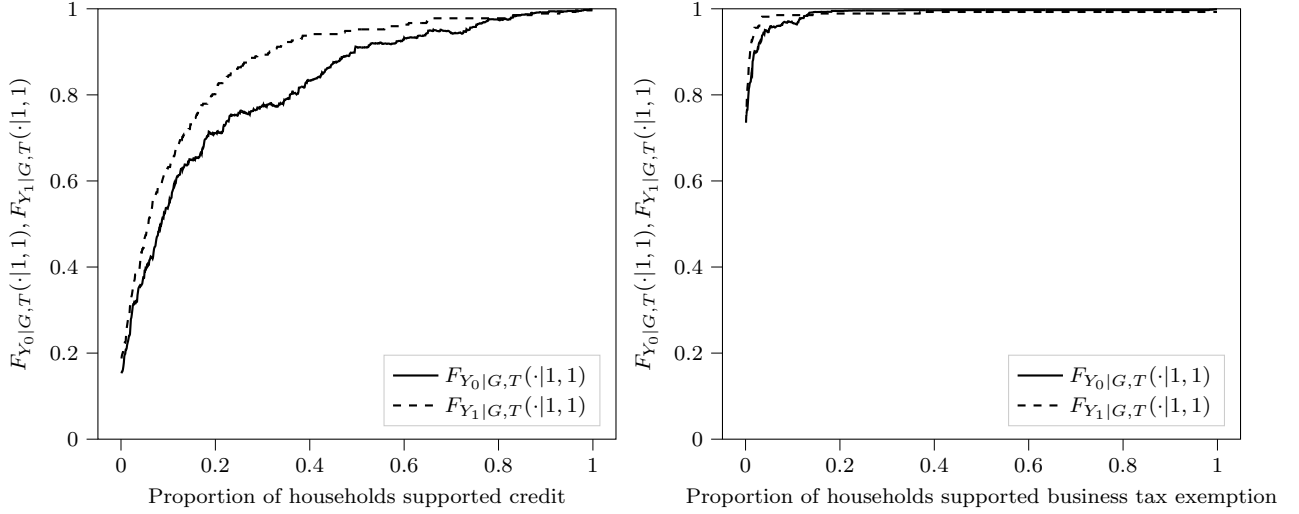 F_{Y_0|G,T}(·|1, 1), F_{Y_1|G,T}(·|1, 1)
1
0.8
0.6
0.4
0.2
0
0 0.2 0.4 0.6 0.8 1
F_{Y_0|G,T}(·|1, 1)
F_{Y_1|G,T}(·|1, 1)
Proportion of households supported credit
F_{Y_0|G,T}(·|1, 1), F_{Y_1|G,T}(·|1, 1)
1
0.8
0.6
0.4
0.2
0
0 0.2 0.4 0.6 0.8 1
F_{Y_0|G,T}(·|1, 1)
F_{Y_1|G,T}(·|1, 1)
Proportion of households supported business tax exemption